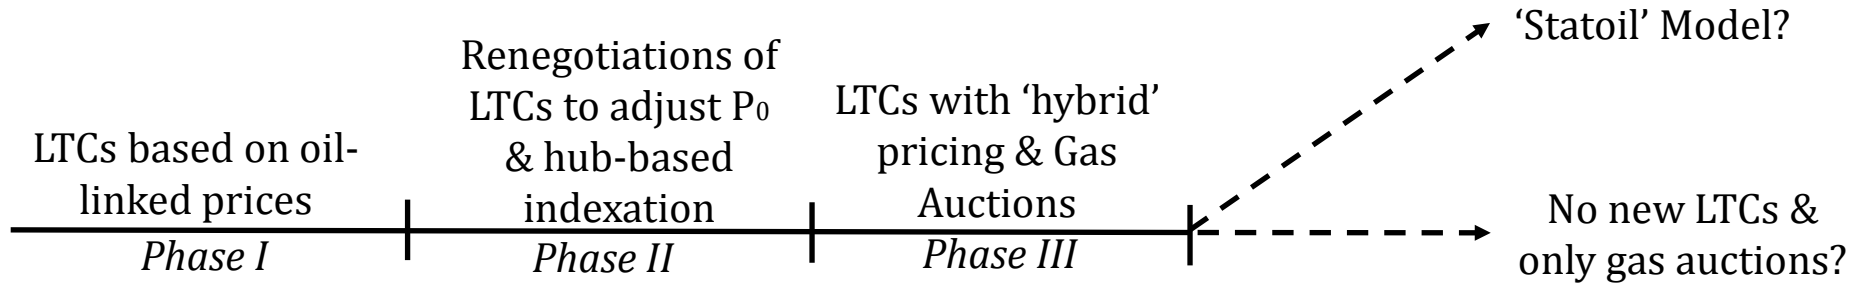 LTCs based on oil-
linked prices
Phase I
Renegotiations of
LTCs to adjust P0
& hub-based
indexation
Phase II
LTCs with ‘hybrid’
pricing & Gas
Auctions
Phase III
‘Statoil’ Model?
No new LTCs &
only gas auctions?